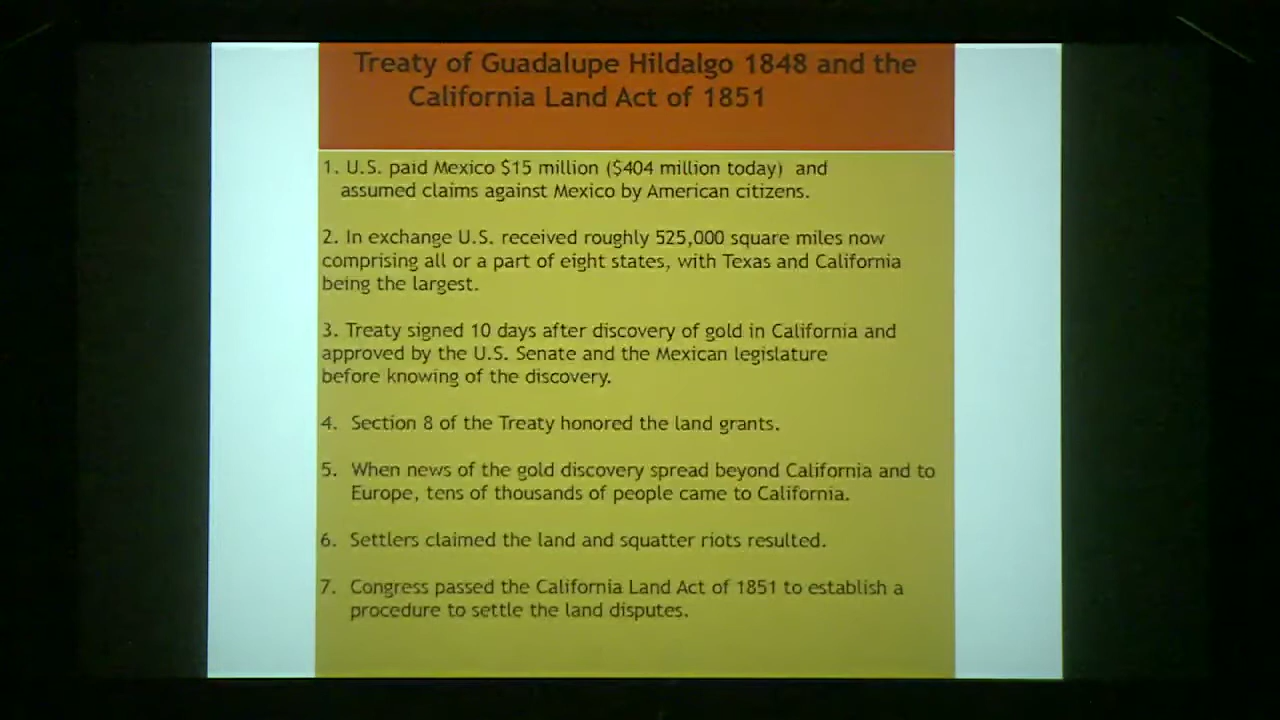 Treaty of Guadalupe Hildalgo 1848 and the
California Land Act of 1851
1. U.S. paid Mexico $15 million ($404 million today) and
assumed claims against Mexico by American citizens.
2. In exchange U.S. received roughly 525,000 square miles now
comprising all or a part of eight states, with Texas and California
being the largest.
3. Treaty signed 10 days after discovery of gold in California and
approved by the U.S. Senate and the Mexican legislature
before knowing of the discovery.
4. Section 8 of the Treaty honored the land grants.
5. When news of the gold discovery spread beyond California and to
Europe, tens of thousands of people came to California.
6. Settlers claimed the land and squatter riots resulted.
7. Congress passed the California Land Act of 1851 to establish a
procedure to settle the land disputes.